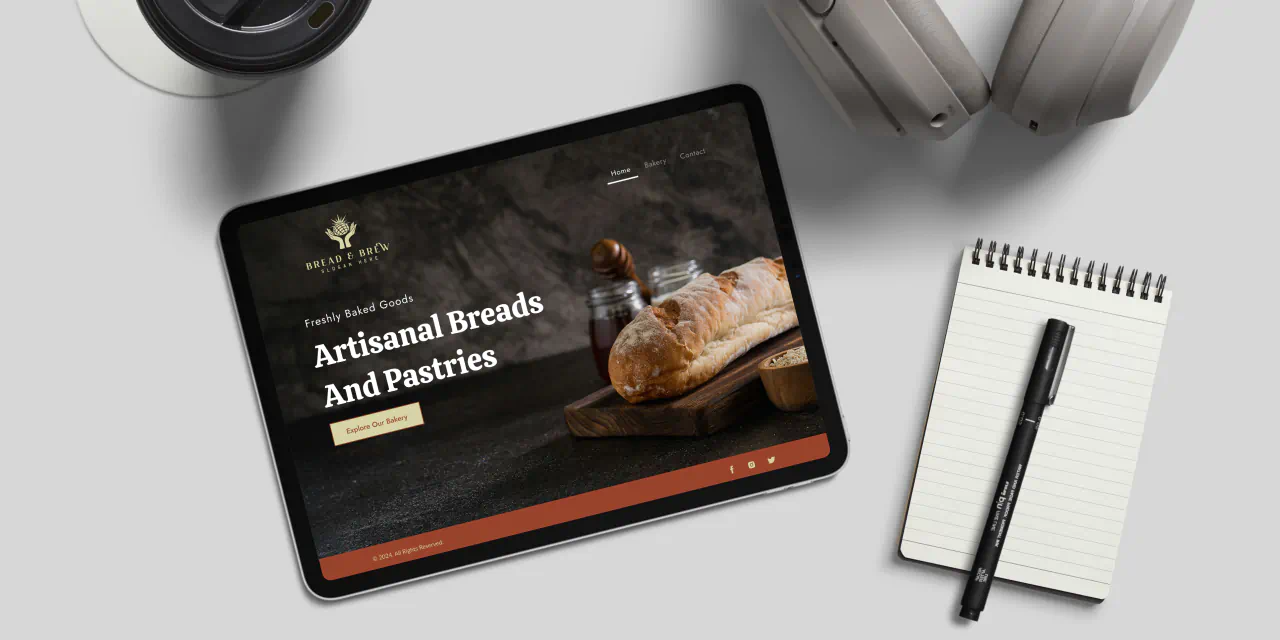 Home
Bakery
Contact
BREAD & BREW
SLOGAN HERE
Freshly Baked Goods
Artisanal Breads
And Pastries
Explore Our Bakery
© 2024. All Rights Reserved.
uni